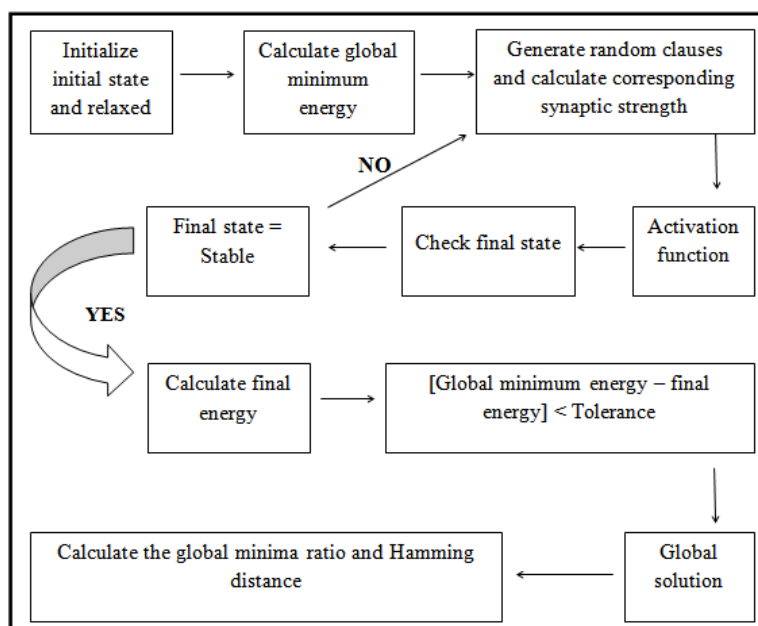 Initialize
initial state
and relaxed
Calculate global
minimum
energy
Generate random clauses
and calculate corresponding
synaptic strength
NO
Activation
function
Check final state
Final state =
Stable
YES
Calculate final
energy
[Global minimum energy – final
energy] < Tolerance
Global
solution
Calculate the global minima ratio and Hamming
distance